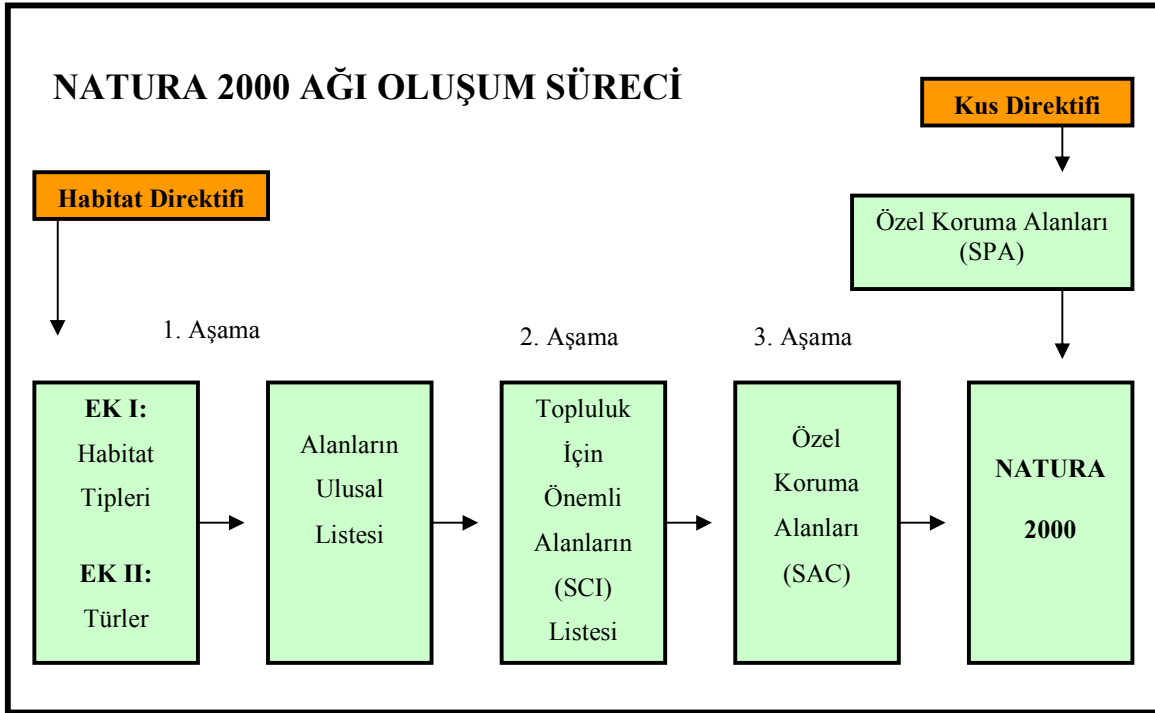 NATURA 2000 AĞI OLUŞUM SÜRECİ
Kus Direktifi
Habitat Direktifi
Özel Koruma Alanları
(SPA)
1. Aşama
2. Aşama
3. Aşama
EK I:
Habitat
Tipleri
EK II:
Türler
Alanların
Ulusal
Listesi
Topluluk
İçin
Önemli
Alanların
(SCI)
Listesi
Özel
Koruma
Alanları
(SAC)
NATURA
2000